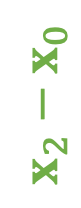 x₂ – x₀